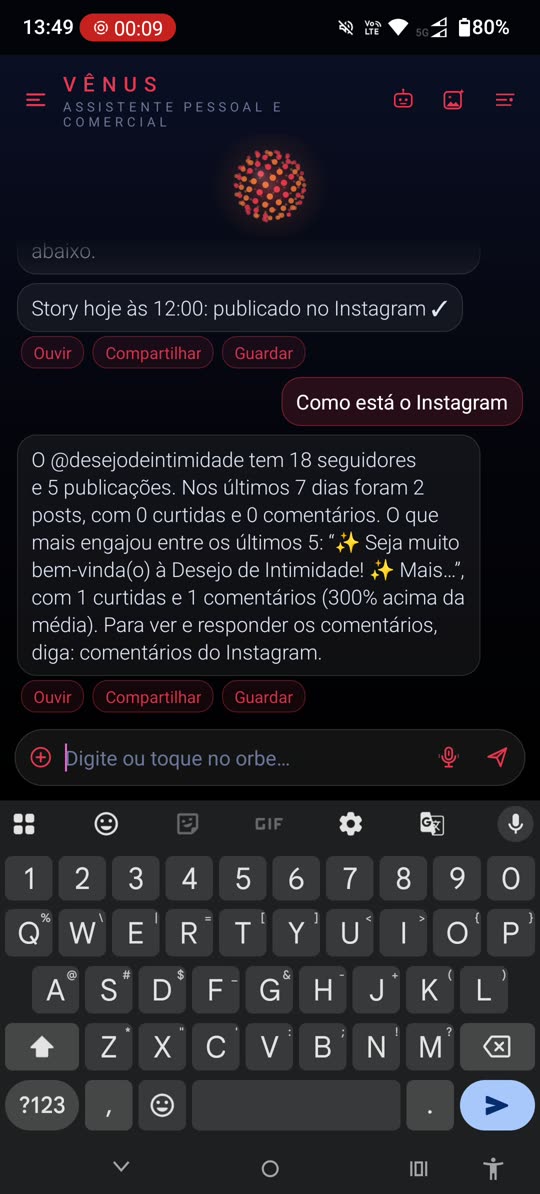 13:49 00:09 Vo) LTE 5G 80%
VÊNUS
ASSISTENTE PESSOAL E
COMERCIAL
abaixo.
Story hoje às 12:00: publicado no Instagram ✓
Ouvir Compartilhar Guardar
Como está o Instagram
O @desejodeintimidade tem 18 seguidores
e 5 publicações. Nos últimos 7 dias foram 2
posts, com 0 curtidas e 0 comentários. O que
mais engajou entre os últimos 5: “✨ Seja muito
bem-vinda(o) à Desejo de Intimidade! ✨ Mais…”,
com 1 curtidas e 1 comentários (300% acima da
média). Para ver e responder os comentários,
diga: comentários do Instagram.
Ouvir Compartilhar Guardar
Digite ou toque no orbe…
GIF
1 2 3 4 5 6 7 8 9 0
Q % W \ E | R = T [ Y ] U < I > O { P }
A @ S # D $ F _ G & H - J + K ( L )
Z * X " C ' V : B ; N ! M ?
?123 , .